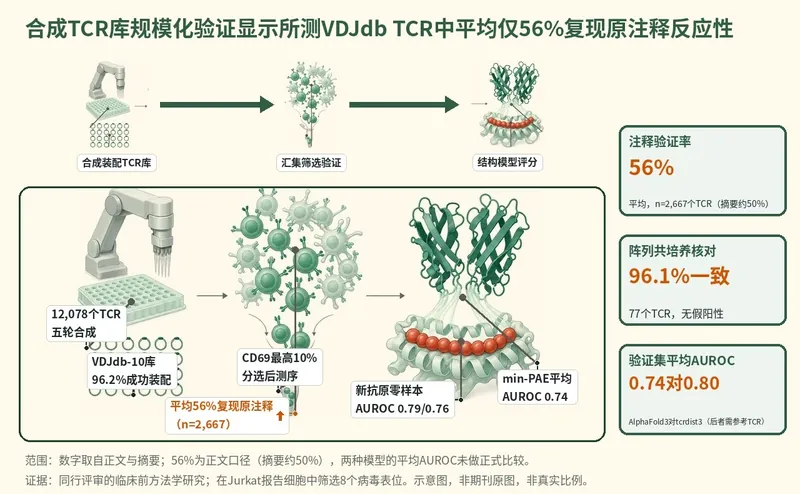 合成TCR库规模化验证显示所测VDJdb TCR中平均仅56%复现原注释反应性
合成装配TCR库
汇集筛选验证
结构模型评分
12,078个TCR
五轮合成
VDJdb-10库
96.2%成功装配
CD69最高10%
分选后测序
平均56%复现原注释
（n=2,667）
新抗原零样本
AUROC 0.79/0.76
min-PAE平均
AUROC 0.74
注释验证率
56%
平均，n=2,667个TCR（摘要约50%）
阵列共培养核对
96.1%一致
77个TCR，无假阳性
验证集平均AUROC
0.74对0.80
AlphaFold3对tcrdist3（后者需参考TCR）
范围：数字取自正文与摘要；56%为正文口径（摘要约50%），两种模型的平均AUROC未做正式比较。
证据：同行评审的临床前方法学研究；在Jurkat报告细胞中筛选8个病毒表位。示意图，非期刊原图，非真实比例。